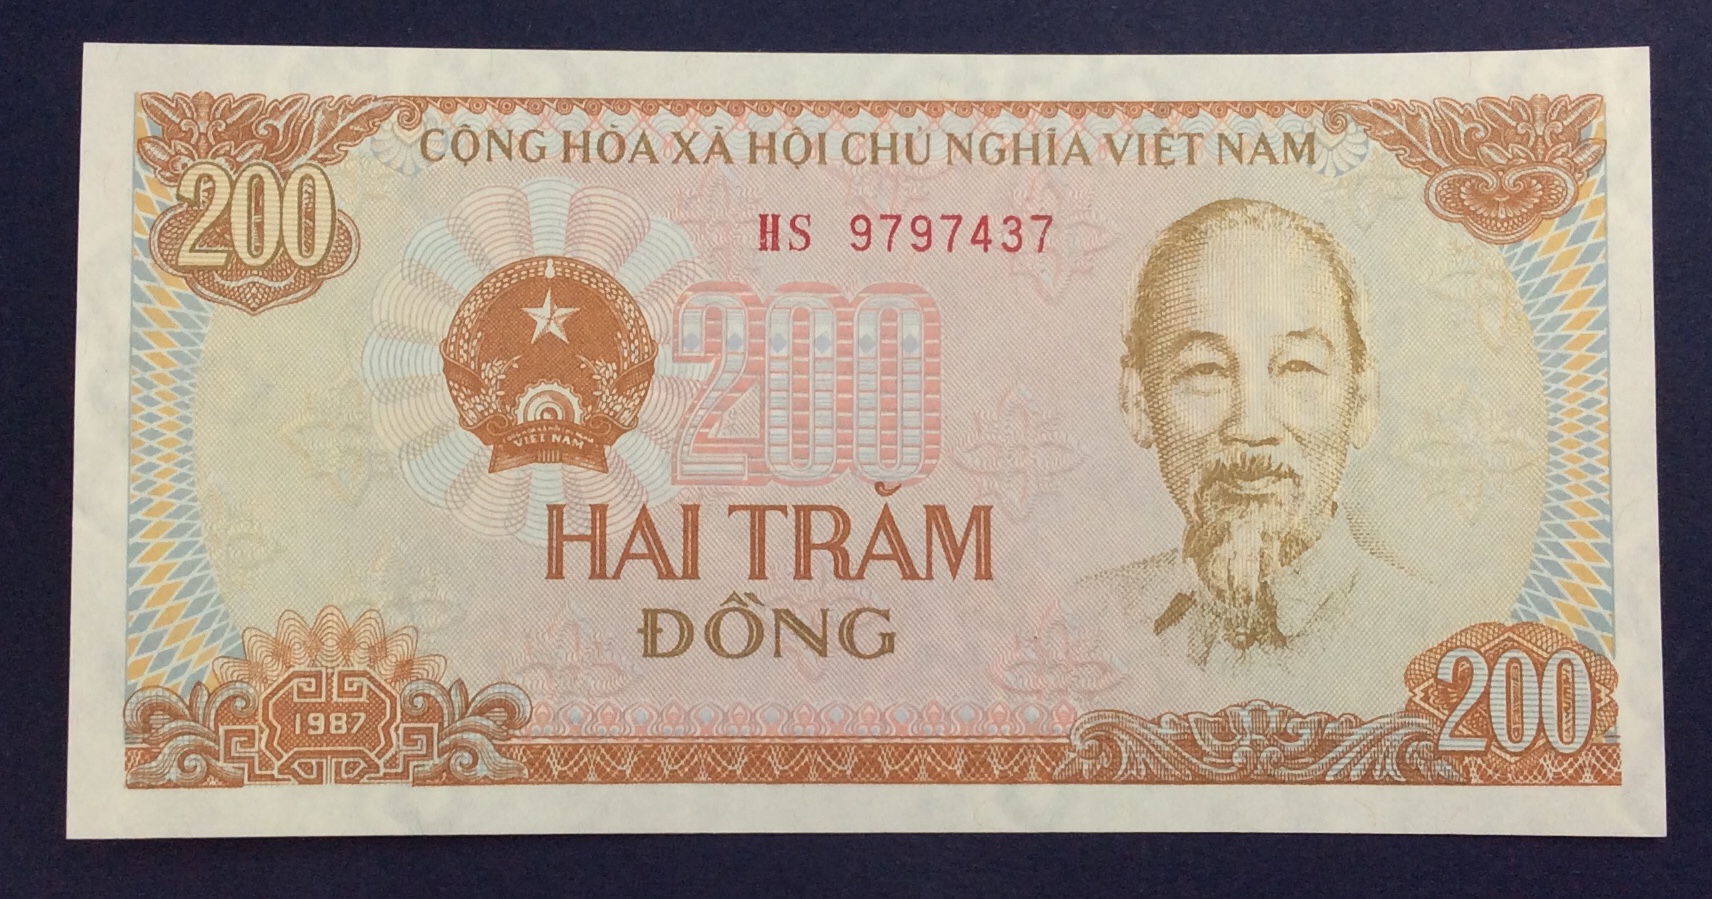 CỘNG HÒA XÃ HỘI CHỦ NGHĨA VIỆT NAM
200
HS 9797437
200
VIỆT NAM
HAI TRĂM
ĐỒNG
1987
200